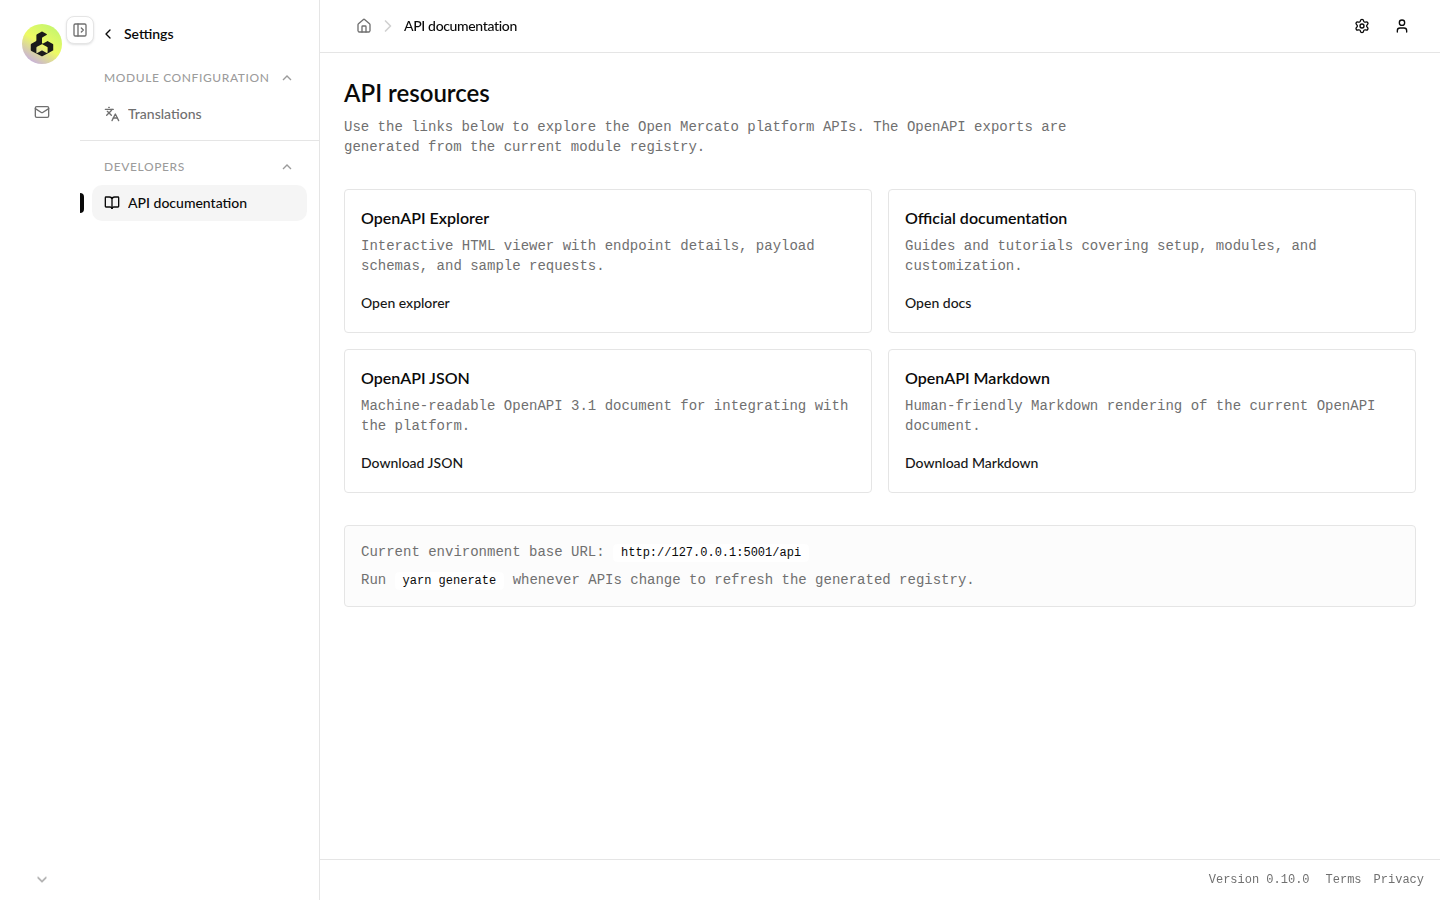 Settings
MODULE CONFIGURATION
Translations
DEVELOPERS
API documentation
API documentation
API resources
Use the links below to explore the Open Mercato platform APIs. The OpenAPI exports are
generated from the current module registry.
OpenAPI Explorer
Interactive HTML viewer with endpoint details, payload
schemas, and sample requests.
Open explorer
Official documentation
Guides and tutorials covering setup, modules, and
customization.
Open docs
OpenAPI JSON
Machine-readable OpenAPI 3.1 document for integrating with
the platform.
Download JSON
OpenAPI Markdown
Human-friendly Markdown rendering of the current OpenAPI
document.
Download Markdown
Current environment base URL: http://127.0.0.1:5001/api
Run yarn generate whenever APIs change to refresh the generated registry.
Version 0.10.0 Terms Privacy